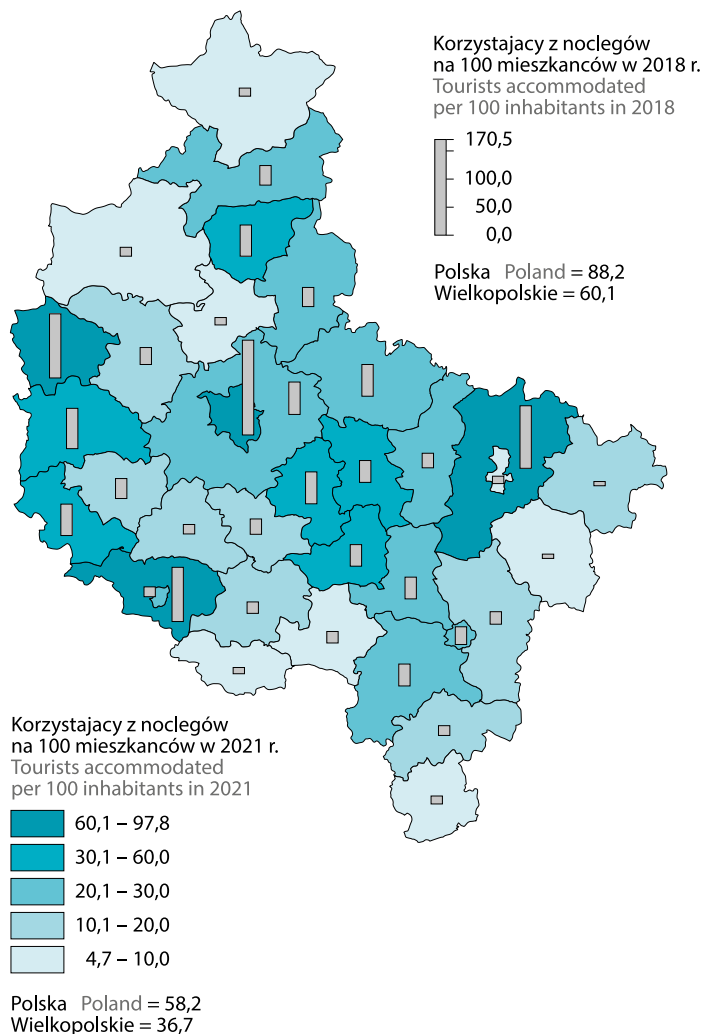 Korzystajacy z noclegów
na 100 mieszkanców w 2018 r.
Tourists accommodated
per 100 inhabitants in 2018
170,5
100,0
50,0
0,0
Polska Poland = 88,2
Wielkopolskie = 60,1
Korzystajacy z noclegów
na 100 mieszkanców w 2021 r.
Tourists accommodated
per 100 inhabitants in 2021
60,1 – 97,8
30,1 – 60,0
20,1 – 30,0
10,1 – 20,0
4,7 – 10,0
Polska Poland = 58,2
Wielkopolskie = 36,7